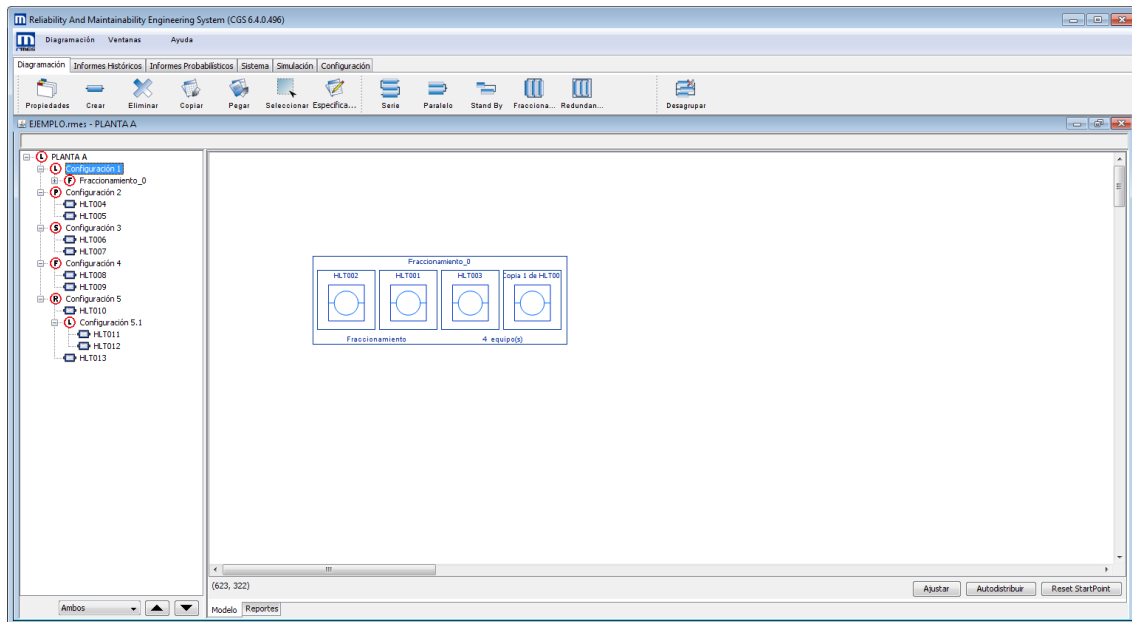 Reliability And Maintainability Engineering System (CGS 6.4.0.496)
Diagramación Ventanas Ayuda
Diagramación Informes Históricos Informes Probabilísticos Sistema Simulación Configuración
Propiedades Crear Eliminar Copiar Pegar Seleccionar Especifica... Serie Paralelo Stand By Fracciona... Redundan... Desagrupar
EJEMPLO.rmes - PLANTA A
L PLANTA A
L Configuración 1
F Fraccionamiento_0
P Configuración 2
HLT004
HLT005
S Configuración 3
HLT006
HLT007
F Configuración 4
HLT008
HLT009
R Configuración 5
HLT010
L Configuración 5.1
HLT011
HLT012
HLT013
Fraccionamiento_0
HLT002 HLT001 HLT003 Copia 1 de HLT00
Fraccionamiento 4 equipo(s)
(623, 322)
Ajustar Autodistribuir Reset StartPoint
Ambos
Modelo Reportes